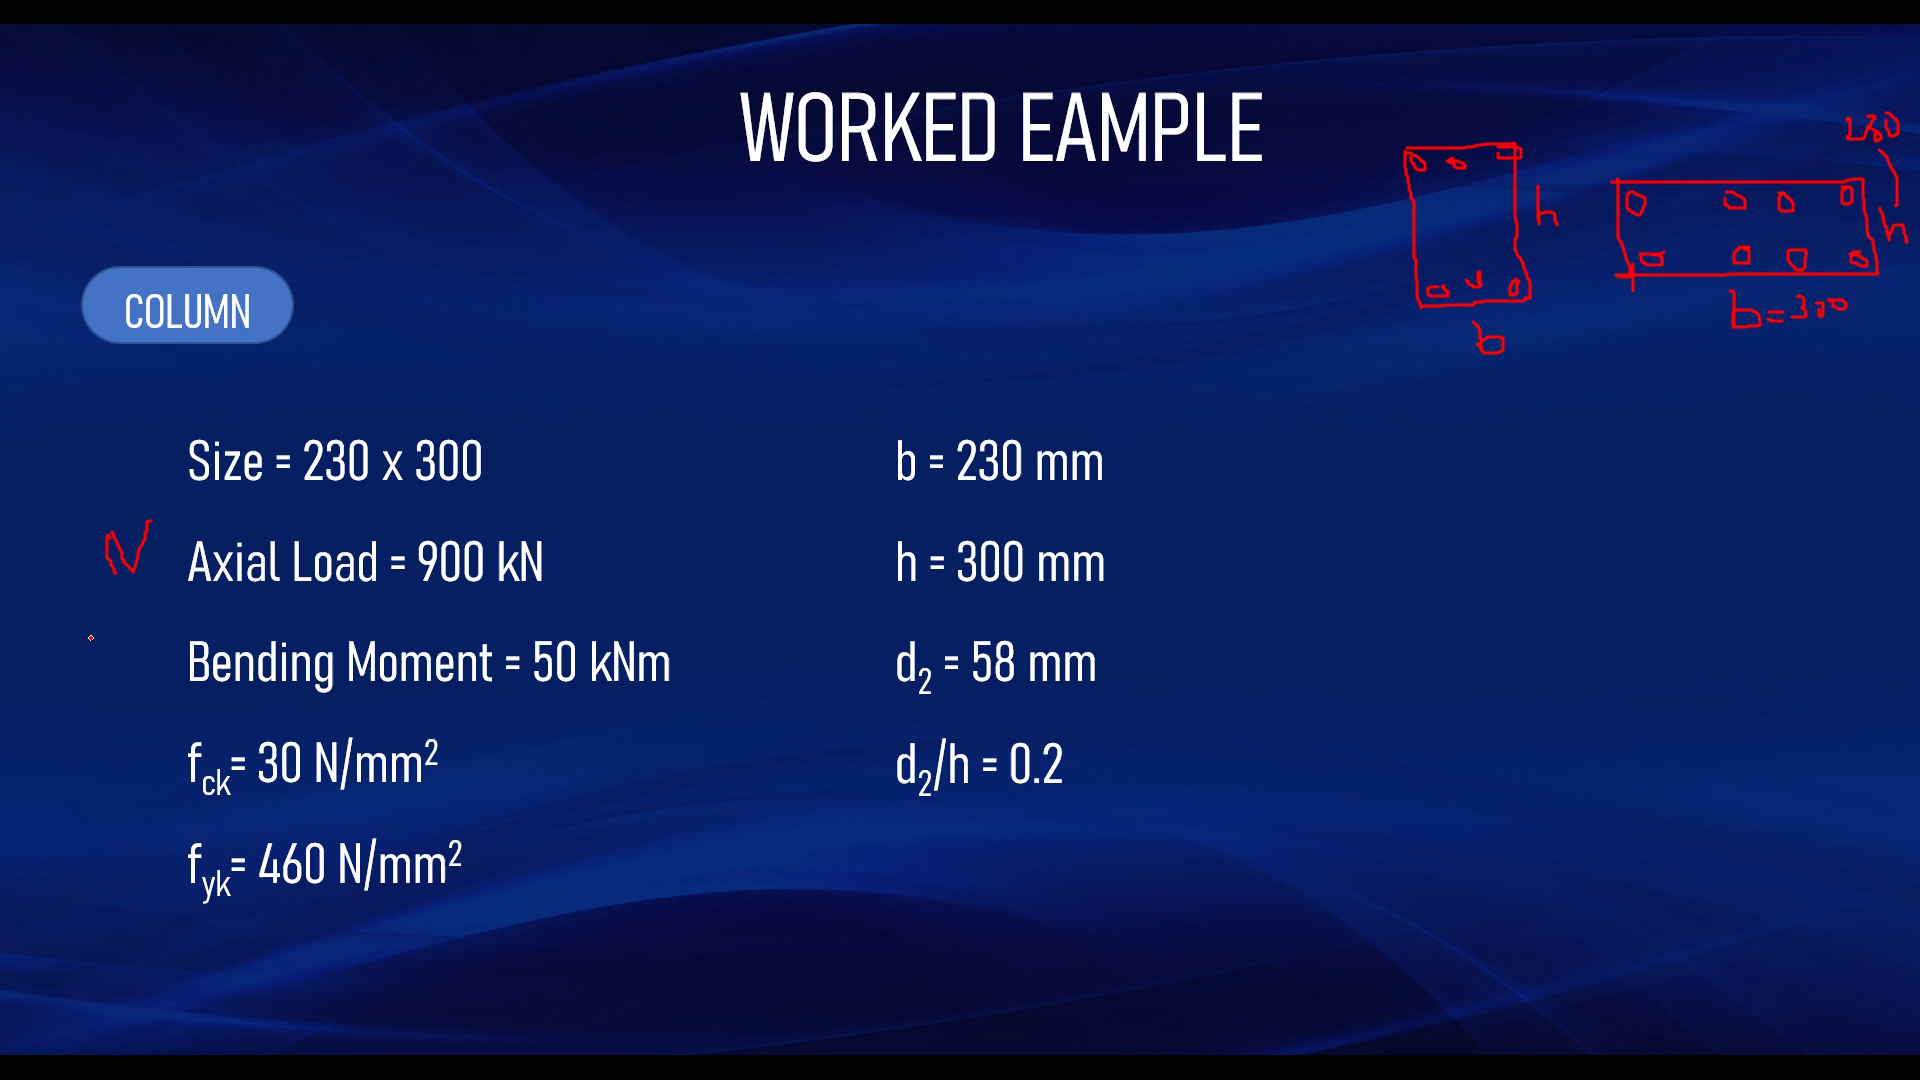 WORKED EAMPLE
230
h
h
b = 300
b
COLUMN
Size = 230 x 300
b = 230 mm
N
Axial Load = 900 kN
h = 300 mm
Bending Moment = 50 kNm
d2 = 58 mm
fck= 30 N/mm²
d2/h = 0.2
fyk= 460 N/mm²